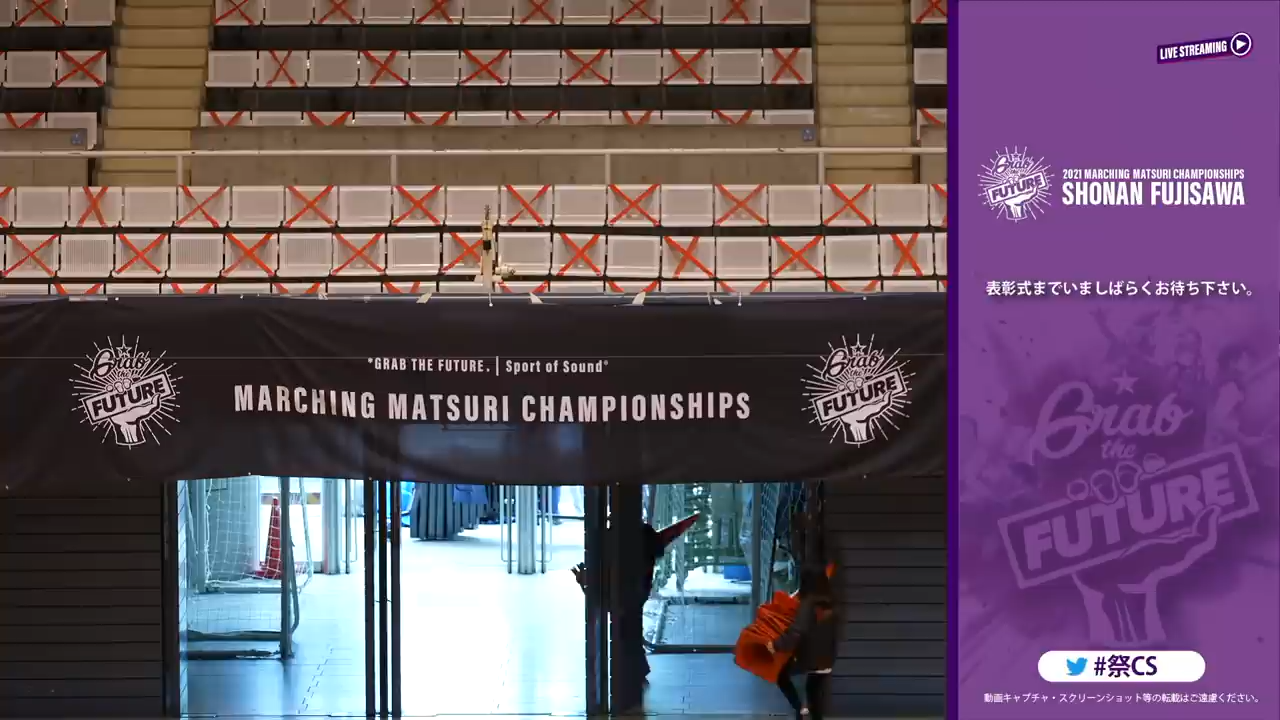 LIVE STREAMING
Grab
the
FUTURE
2021 MARCHING MATSURI CHAMPIONSHIPS
SHONAN FUJISAWA
表彰式までいましばらくお待ち下さい。
"GRAB THE FUTURE. | Sport of Sound"
MARCHING MATSURI CHAMPIONSHIPS
Grab
the
FUTURE
Grab
the
FUTURE
Grab
the
FUTURE
#祭CS
動画キャプチャ・スクリーンショット等の転載はご遠慮ください。